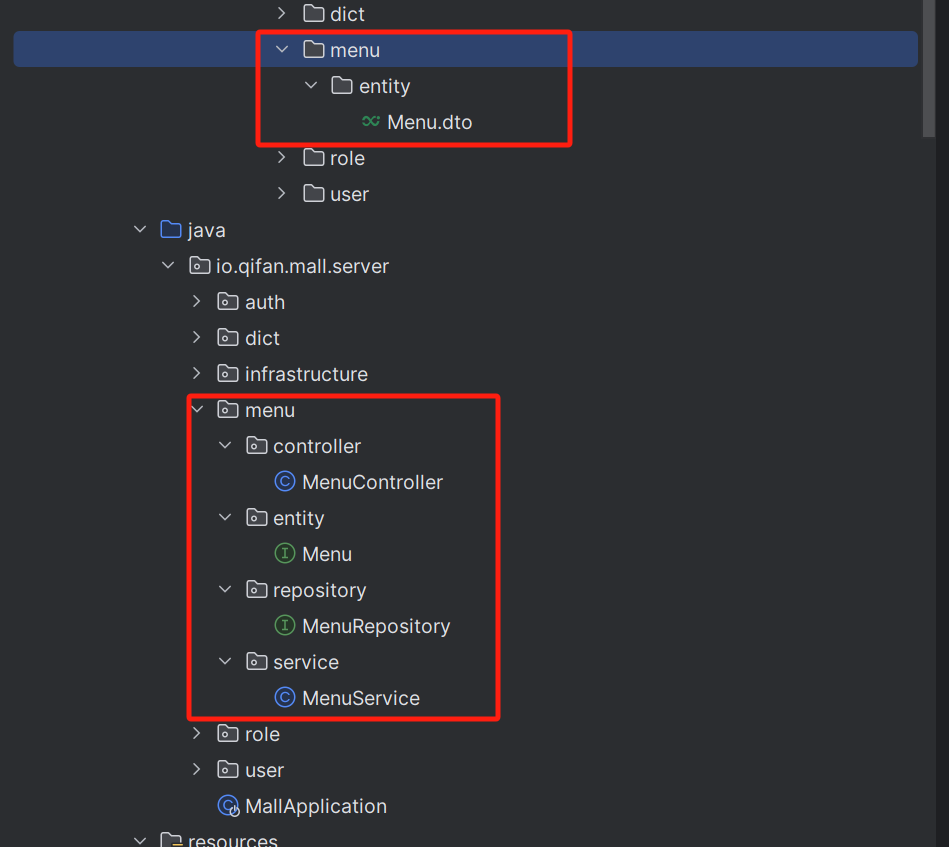 dict
menu
entity
Menu.dto
role
user
java
io.qifan.mall.server
auth
dict
infrastructure
menu
controller
MenuController
entity
Menu
repository
MenuRepository
service
MenuService
role
user
MallApplication
resources